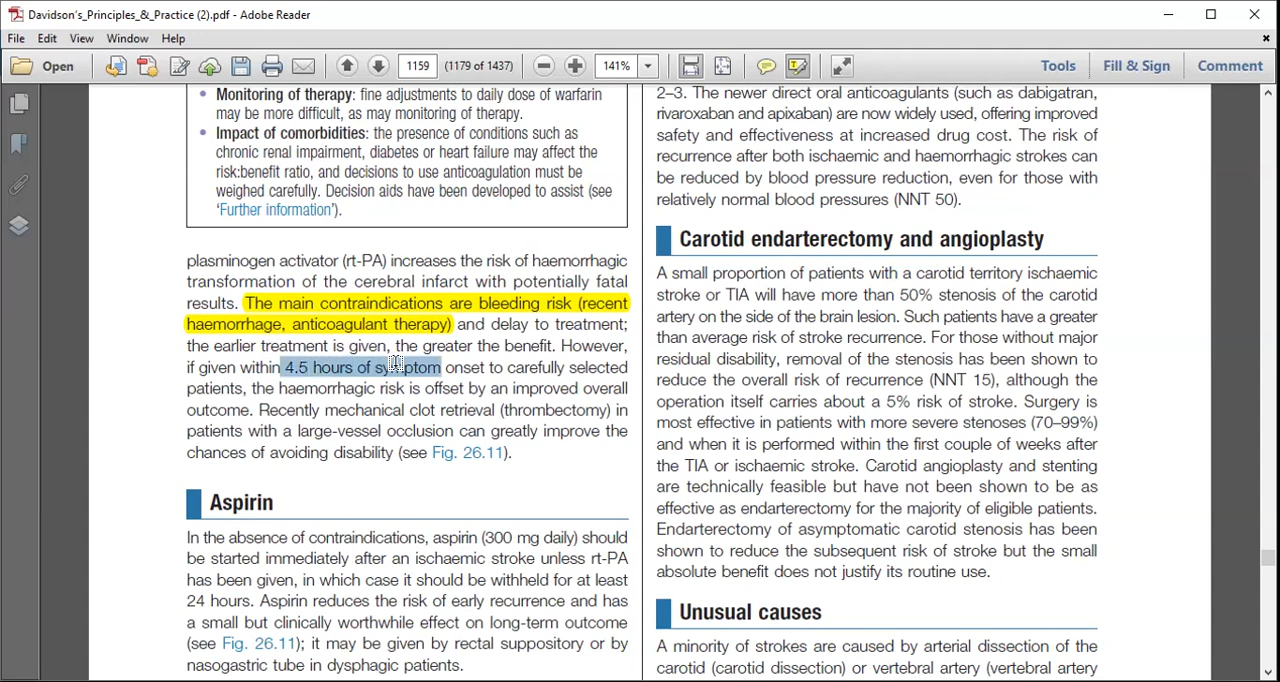 Davidson's_Principles_&_Practice (2).pdf - Adobe Reader
File Edit View Window Help
Open 1159 (1179 of 1437) 141% Tools Fill & Sign Comment
• Monitoring of therapy: fine adjustments to daily dose of warfarin
may be more difficult, as may monitoring of therapy.
• Impact of comorbidities: the presence of conditions such as
chronic renal impairment, diabetes or heart failure may affect the
risk:benefit ratio, and decisions to use anticoagulation must be
weighed carefully. Decision aids have been developed to assist (see
'Further information').
plasminogen activator (rt-PA) increases the risk of haemorrhagic
transformation of the cerebral infarct with potentially fatal
results. The main contraindications are bleeding risk (recent
haemorrhage, anticoagulant therapy) and delay to treatment;
the earlier treatment is given, the greater the benefit. However,
if given within 4.5 hours of symptom onset to carefully selected
patients, the haemorrhagic risk is offset by an improved overall
outcome. Recently mechanical clot retrieval (thrombectomy) in
patients with a large-vessel occlusion can greatly improve the
chances of avoiding disability (see Fig. 26.11).
Aspirin
In the absence of contraindications, aspirin (300 mg daily) should
be started immediately after an ischaemic stroke unless rt-PA
has been given, in which case it should be withheld for at least
24 hours. Aspirin reduces the risk of early recurrence and has
a small but clinically worthwhile effect on long-term outcome
(see Fig. 26.11); it may be given by rectal suppository or by
nasogastric tube in dysphagic patients.
2–3. The newer direct oral anticoagulants (such as dabigatran,
rivaroxaban and apixaban) are now widely used, offering improved
safety and effectiveness at increased drug cost. The risk of
recurrence after both ischaemic and haemorrhagic strokes can
be reduced by blood pressure reduction, even for those with
relatively normal blood pressures (NNT 50).
Carotid endarterectomy and angioplasty
A small proportion of patients with a carotid territory ischaemic
stroke or TIA will have more than 50% stenosis of the carotid
artery on the side of the brain lesion. Such patients have a greater
than average risk of stroke recurrence. For those without major
residual disability, removal of the stenosis has been shown to
reduce the overall risk of recurrence (NNT 15), although the
operation itself carries about a 5% risk of stroke. Surgery is
most effective in patients with more severe stenoses (70–99%)
and when it is performed within the first couple of weeks after
the TIA or ischaemic stroke. Carotid angioplasty and stenting
are technically feasible but have not been shown to be as
effective as endarterectomy for the majority of eligible patients.
Endarterectomy of asymptomatic carotid stenosis has been
shown to reduce the subsequent risk of stroke but the small
absolute benefit does not justify its routine use.
Unusual causes
A minority of strokes are caused by arterial dissection of the
carotid (carotid dissection) or vertebral artery (vertebral artery